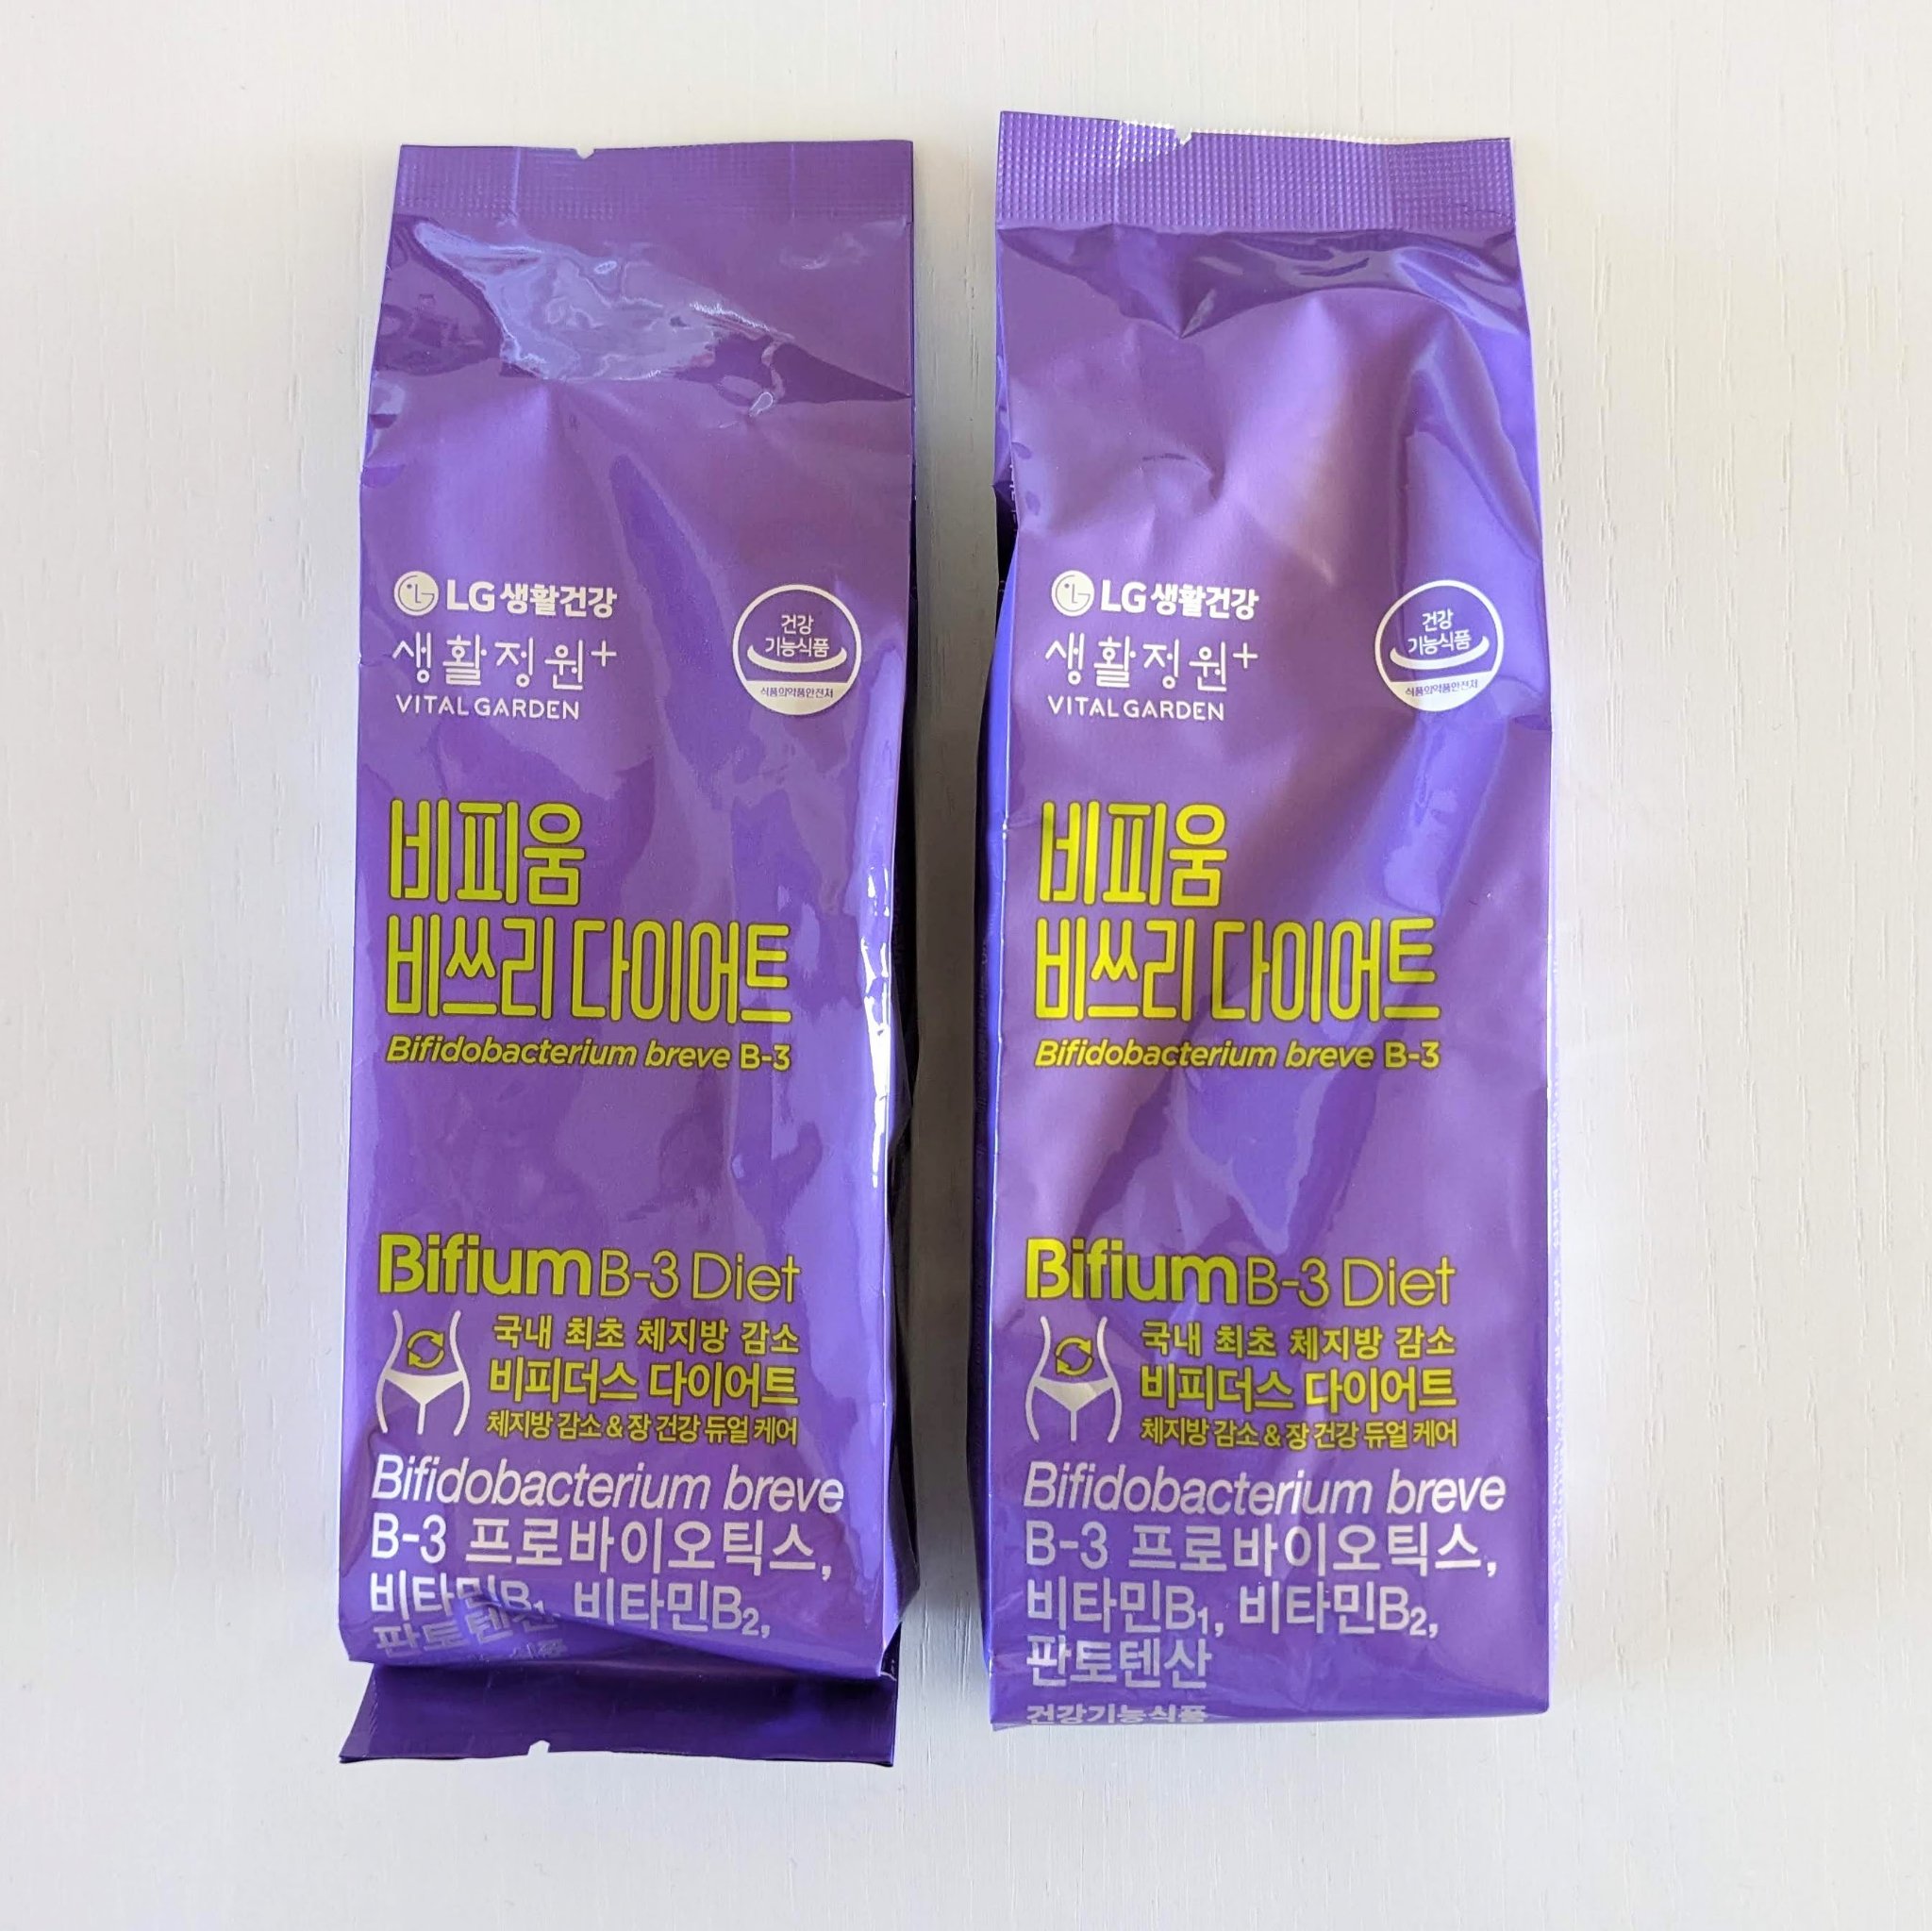 LG생활건강
생활정원+
VITAL GARDEN
건강
기능식품
식품의약품안전처
비피움
비쓰리 다이어트
Bifidobacterium breve B-3
Bifium B-3 Diet
국내 최초 체지방 감소
비피더스 다이어트
체지방 감소 & 장 건강 듀얼 케어
Bifidobacterium breve
B-3 프로바이오틱스,
비타민B₁, 비타민B₂,
판토텐산
LG생활건강
생활정원+
VITAL GARDEN
건강
기능식품
식품의약품안전처
비피움
비쓰리 다이어트
Bifidobacterium breve B-3
Bifium B-3 Diet
국내 최초 체지방 감소
비피더스 다이어트
체지방 감소 & 장 건강 듀얼 케어
Bifidobacterium breve
B-3 프로바이오틱스,
비타민B₁, 비타민B₂,
판토텐산
건강기능식품